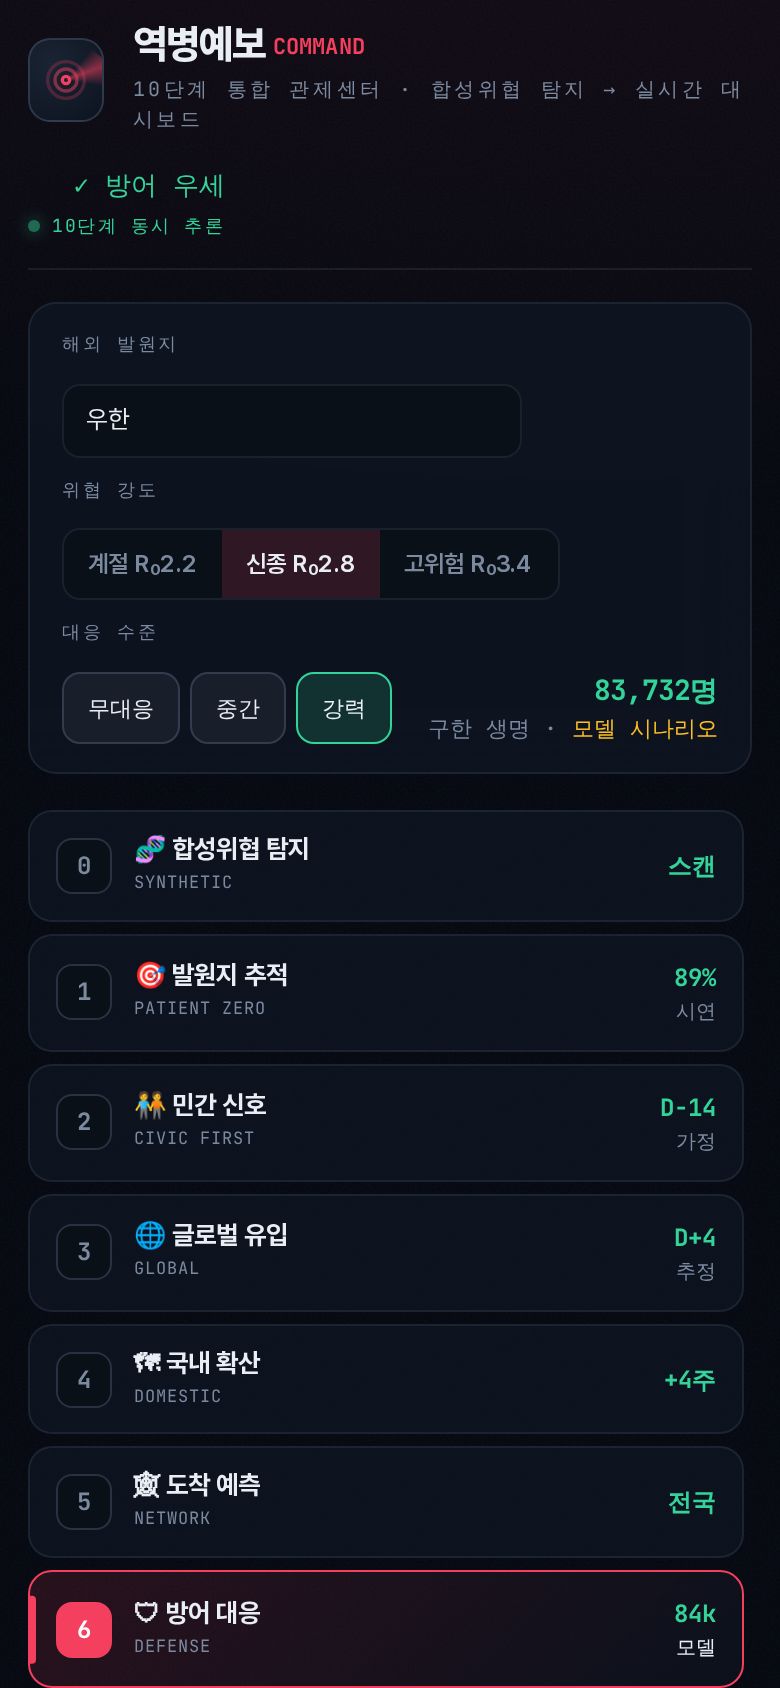 역병예보 COMMAND
10단계 통합 관제센터 · 합성위협 탐지 → 실시간 대
시보드
✓ 방어 우세
10단계 동시 추론
해외 발원지
우한
위협 강도
계절 R₀2.2 신종 R₀2.8 고위험 R₀3.4
대응 수준
무대응 중간 강력
83,732명
구한 생명 · 모델 시나리오
0 🧬 합성위협 탐지 스캔
SYNTHETIC
1 🎯 발원지 추적 89%
PATIENT ZERO 시연
2 🧑‍🤝‍🧑 민간 신호 D-14
CIVIC FIRST 가정
3 🌐 글로벌 유입 D+4
GLOBAL 추정
4 🗺 국내 확산 +4주
DOMESTIC
5 🕸 도착 예측 전국
NETWORK
6 🛡 방어 대응 84k
DEFENSE 모델